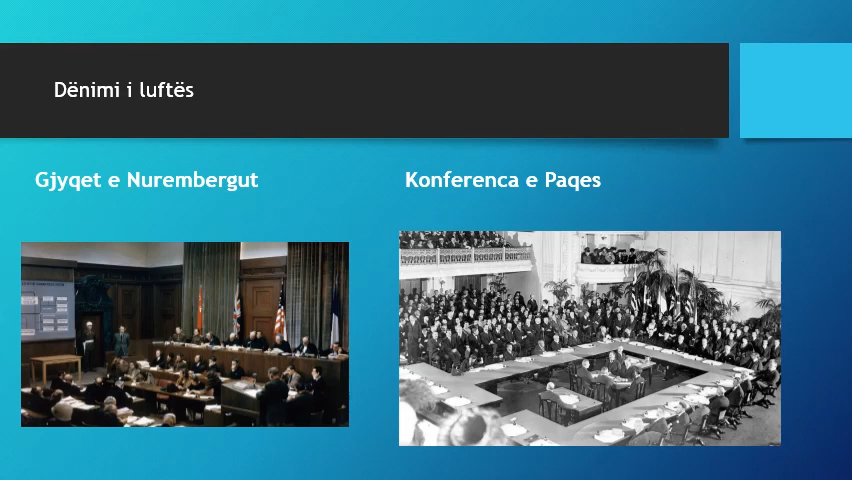 Dënimi i luftës
Gjyqet e Nurembergut
Konferenca e Paqes